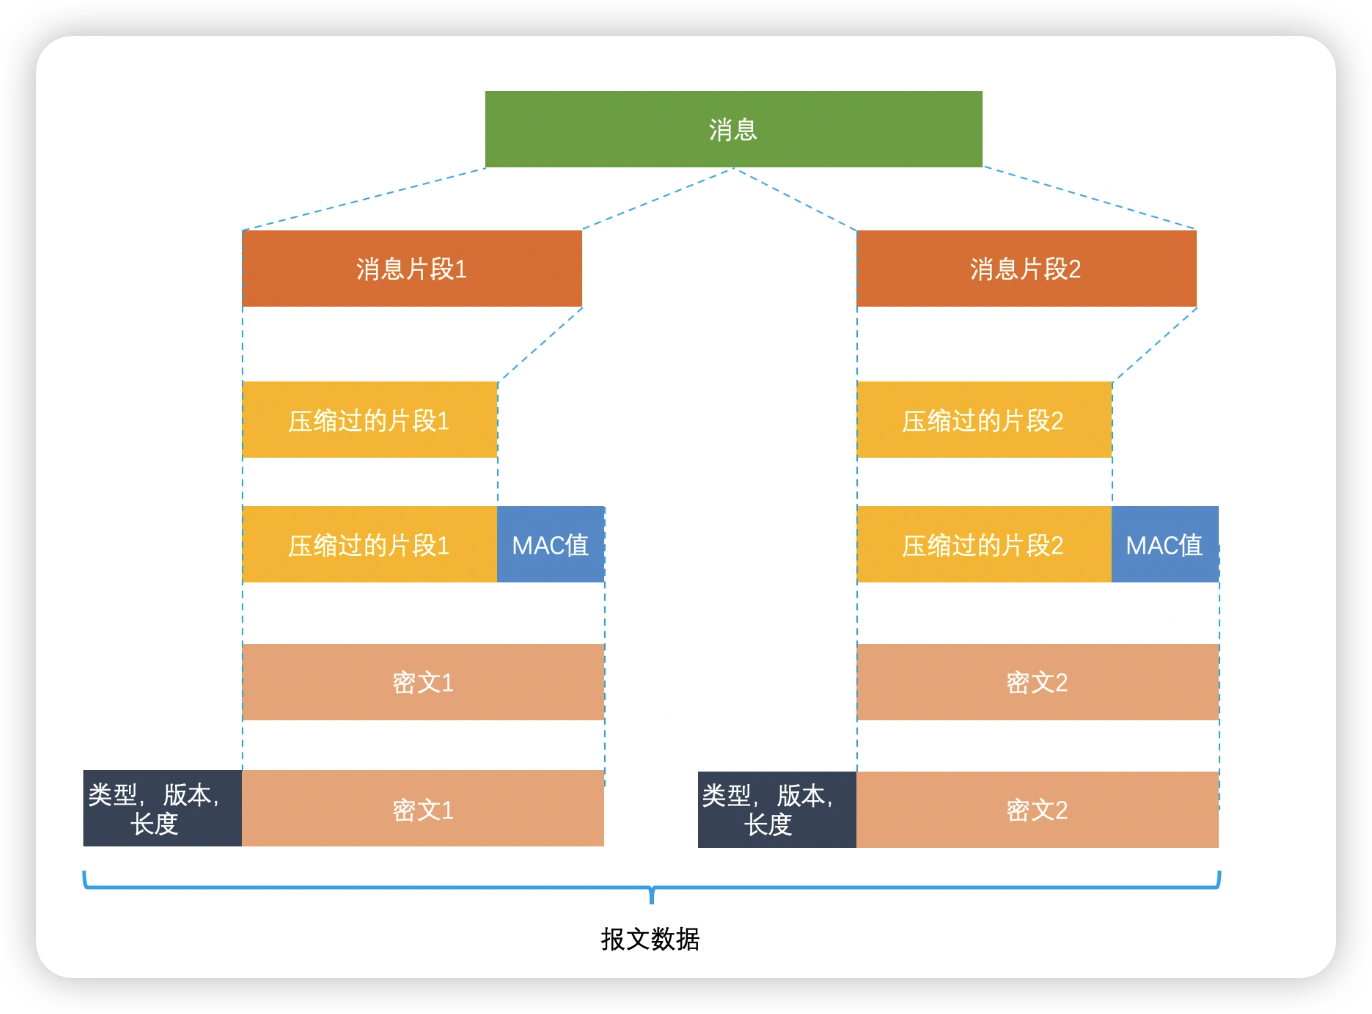 消息
消息片段1
消息片段2
压缩过的片段1
压缩过的片段2
压缩过的片段1
MAC值
压缩过的片段2
MAC值
密文1
密文2
类型，版本，
长度
密文1
类型，版本，
长度
密文2
报文数据